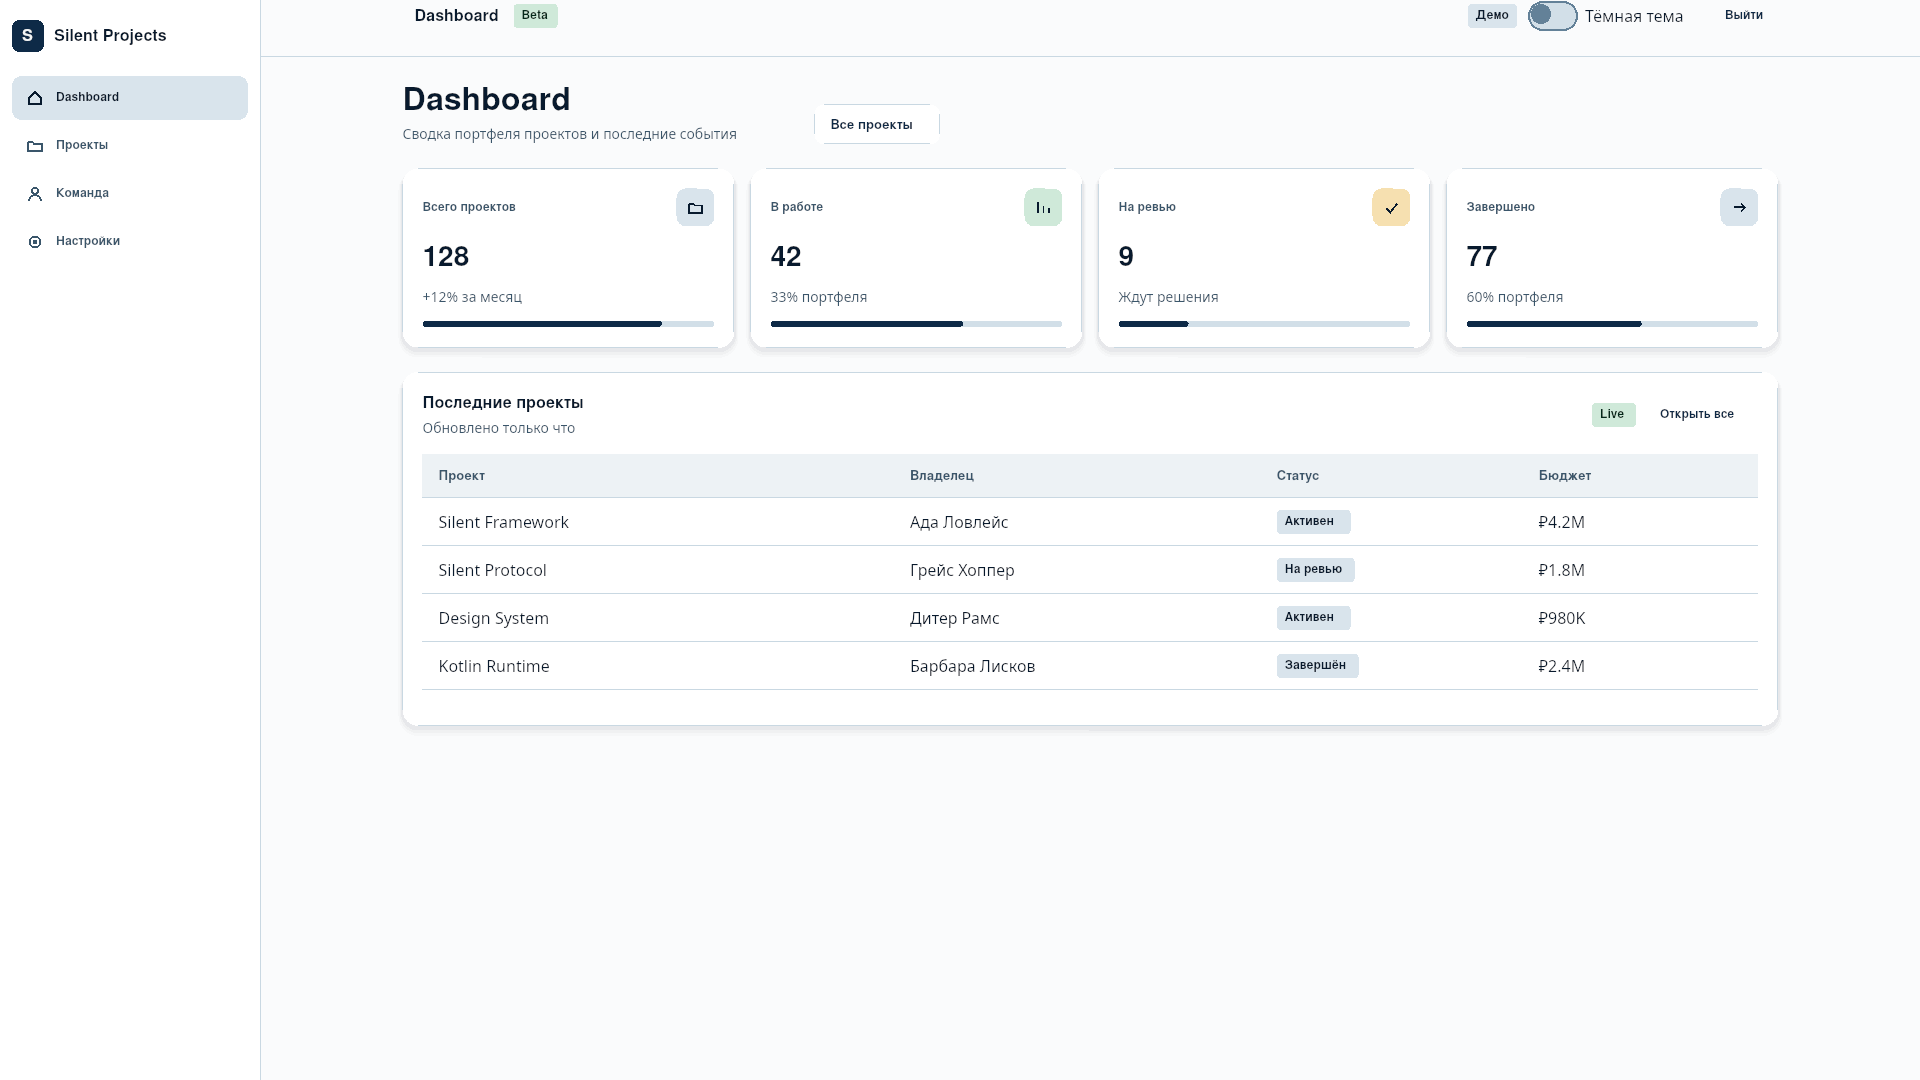 S Silent Projects
Dashboard
Проекты
Команда
Настройки
Dashboard Beta
Демо Тёмная тема Выйти
Dashboard
Сводка портфеля проектов и последние события
Все проекты
Всего проектов
128
+12% за месяц
В работе
42
33% портфеля
На ревью
9
Ждут решения
Завершено
77
60% портфеля
Последние проекты
Обновлено только что
Live Открыть все
Проект Владелец Статус Бюджет
Silent Framework Ада Ловлейс Активен ₽4.2M
Silent Protocol Грейс Хоппер На ревью ₽1.8M
Design System Дитер Рамс Активен ₽980K
Kotlin Runtime Барбара Лисков Завершён ₽2.4M